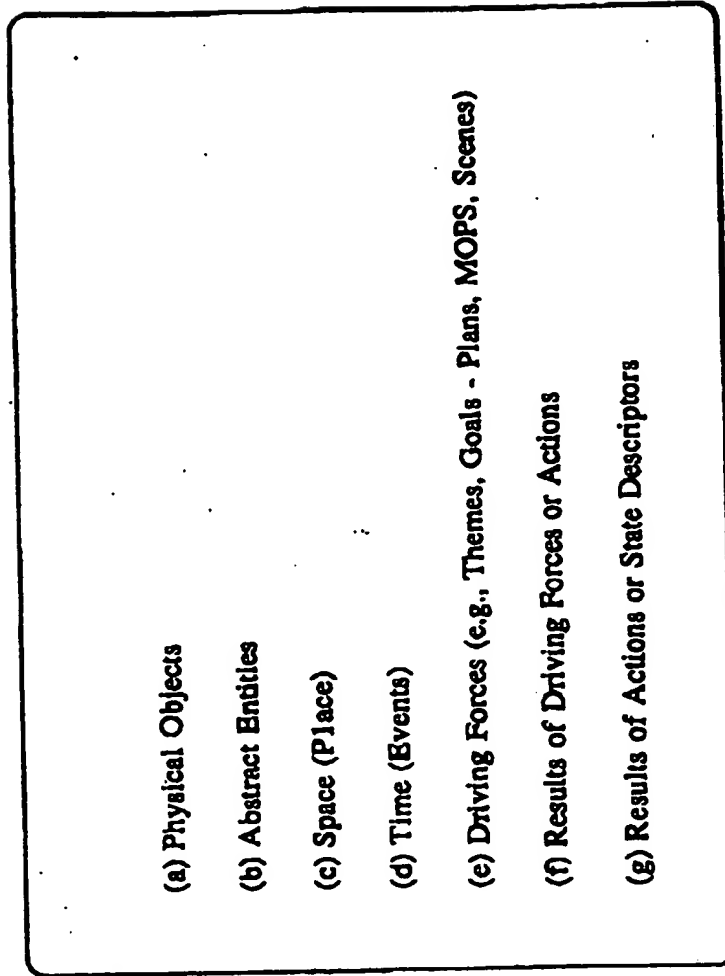 (a) Physical Objects
(b) Abstract Entities
(c) Space (Place)
(d) Time (Events)
(e) Driving Forces (e.g., Themes, Goals - Plans, MOPS, Scenes)
(f) Results of Driving Forces or Actions
(g) Results of Actions or State Descriptors